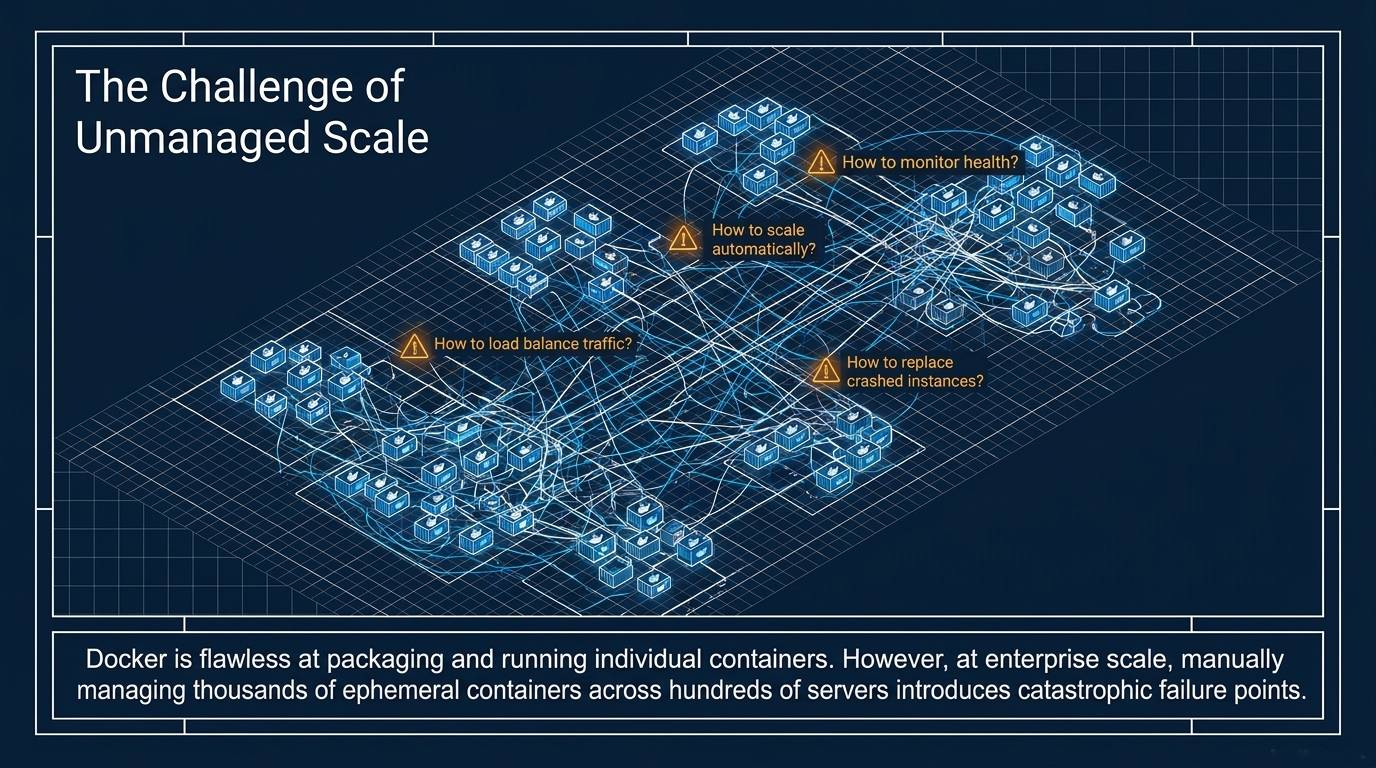 The Challenge of
Unmanaged Scale
How to monitor health?
How to scale
automatically?
How to load balance traffic?
How to replace
crashed instances?
Docker is flawless at packaging and running individual containers. However, at enterprise scale, manually
managing thousands of ephemeral containers across hundreds of servers introduces catastrophic failure points.